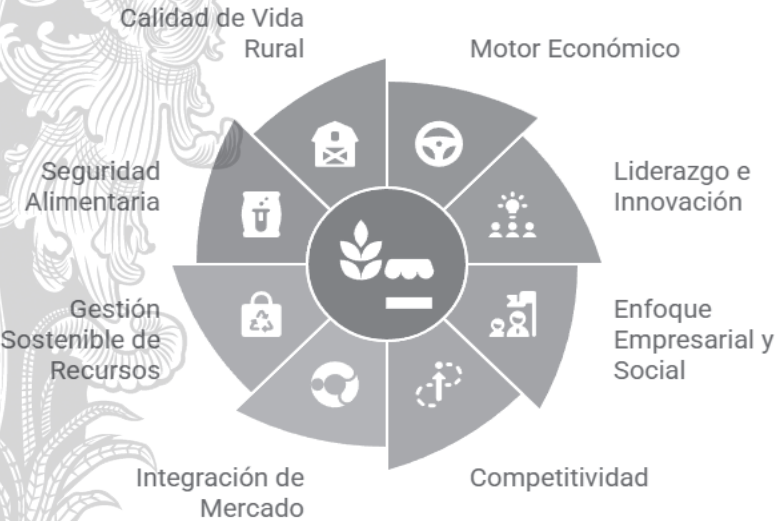 Calidad de Vida
Rural
Motor Económico
Seguridad
Alimentaria
Liderazgo e
Innovación
Gestión
Sostenible de
Recursos
Enfoque
Empresarial y
Social
Integración de
Mercado
Competitividad